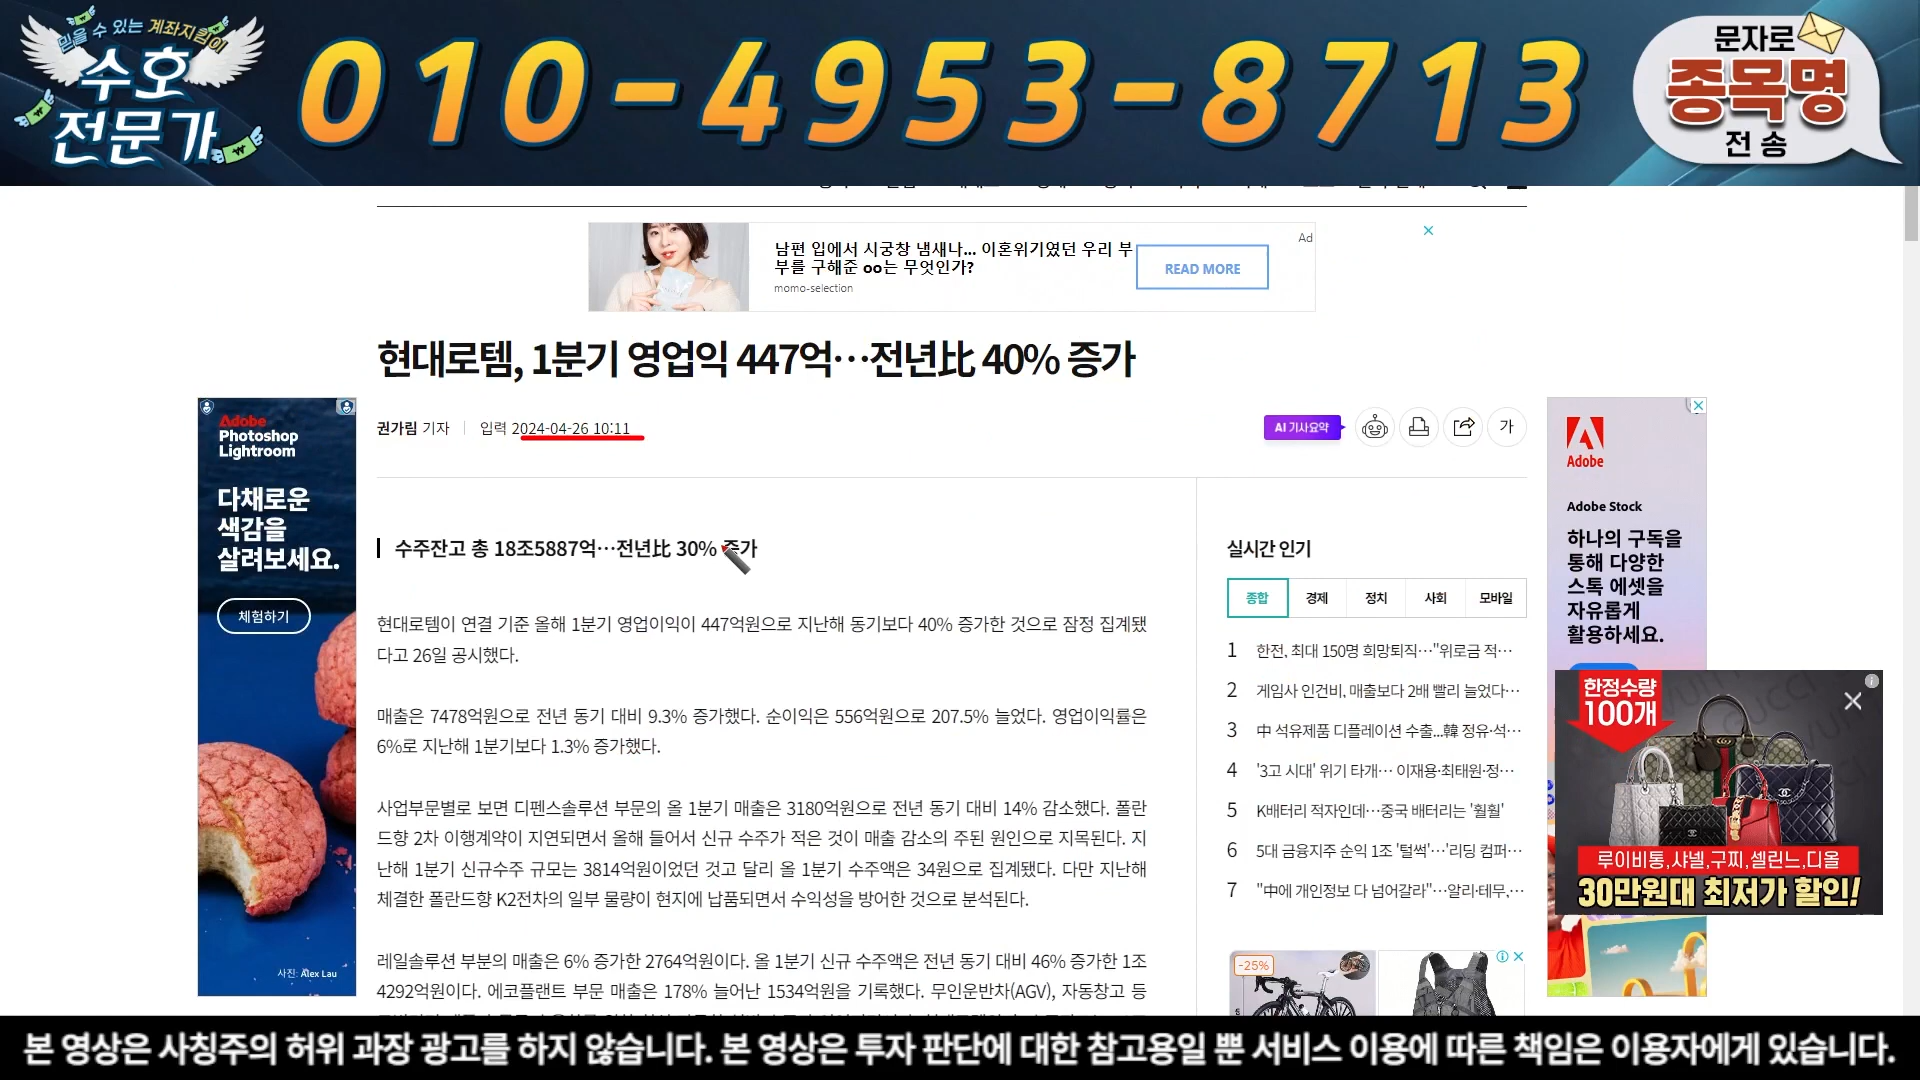 믿을 수 있는 계좌지킴이
수호
전문가
010-4953-8713
문자로
종목명
전송
남편 입에서 시궁창 냄새나... 이혼위기였던 우리 부
부를 구해준 oo는 무엇인가?
momo-selection
READ MORE
Ad
현대로템, 1분기 영업익 447억…전년比 40% 증가
권가림 기자
입력 2024-04-26 10:11
AI 기사요약
가
수주잔고 총 18조5887억…전년比 30% 증가
현대로템이 연결 기준 올해 1분기 영업이익이 447억원으로 지난해 동기보다 40% 증가한 것으로 잠정 집계됐
다고 26일 공시했다.
매출은 7478억원으로 전년 동기 대비 9.3% 증가했다. 순이익은 556억원으로 207.5% 늘었다. 영업이익률은
6%로 지난해 1분기보다 1.3% 증가했다.
사업부문별로 보면 디펜스솔루션 부문의 올 1분기 매출은 3180억원으로 전년 동기 대비 14% 감소했다. 폴란
드향 2차 이행계약이 지연되면서 올해 들어서 신규 수주가 적은 것이 매출 감소의 주된 원인으로 지목된다. 지
난해 1분기 신규수주 규모는 3814억원이었던 것고 달리 올 1분기 수주액은 34원으로 집계됐다. 다만 지난해
체결한 폴란드향 K2전차의 일부 물량이 현지에 납품되면서 수익성을 방어한 것으로 분석된다.
레일솔루션 부분의 매출은 6% 증가한 2764억원이다. 올 1분기 신규 수주액은 전년 동기 대비 46% 증가한 1조
4292억원이다. 에코플랜트 부문 매출은 178% 늘어난 1534억원을 기록했다. 무인운반차(AGV), 자동창고 등
Adobe
Photoshop
Lightroom
다채로운
색감을
살려보세요.
체험하기
사진: Alex Lau
실시간 인기
종합
경제
정치
사회
모바일
1 한전, 최대 150명 희망퇴직…"위로금 적…
2 게임사 인건비, 매출보다 2배 빨리 늘었다…
3 中 석유제품 디플레이션 수출...韓 정유·석…
4 '3고 시대' 위기 타개… 이재용·최태원·정…
5 K배터리 적자인데…중국 배터리는 '훨훨'
6 5대 금융지주 순익 1조 '털썩'…'리딩 컴퍼…
7 "中에 개인정보 다 넘어갈라"…알리·테무,…
-25%
Adobe
Adobe Stock
하나의 구독을
통해 다양한
스톡 에셋을
자유롭게
활용하세요.
한정수량
100개
루이비통,샤넬,구찌,셀린느,디올
30만원대 최저가 할인!
본 영상은 사칭주의 허위 과장 광고를 하지 않습니다. 본 영상은 투자 판단에 대한 참고용일 뿐 서비스 이용에 따른 책임은 이용자에게 있습니다.